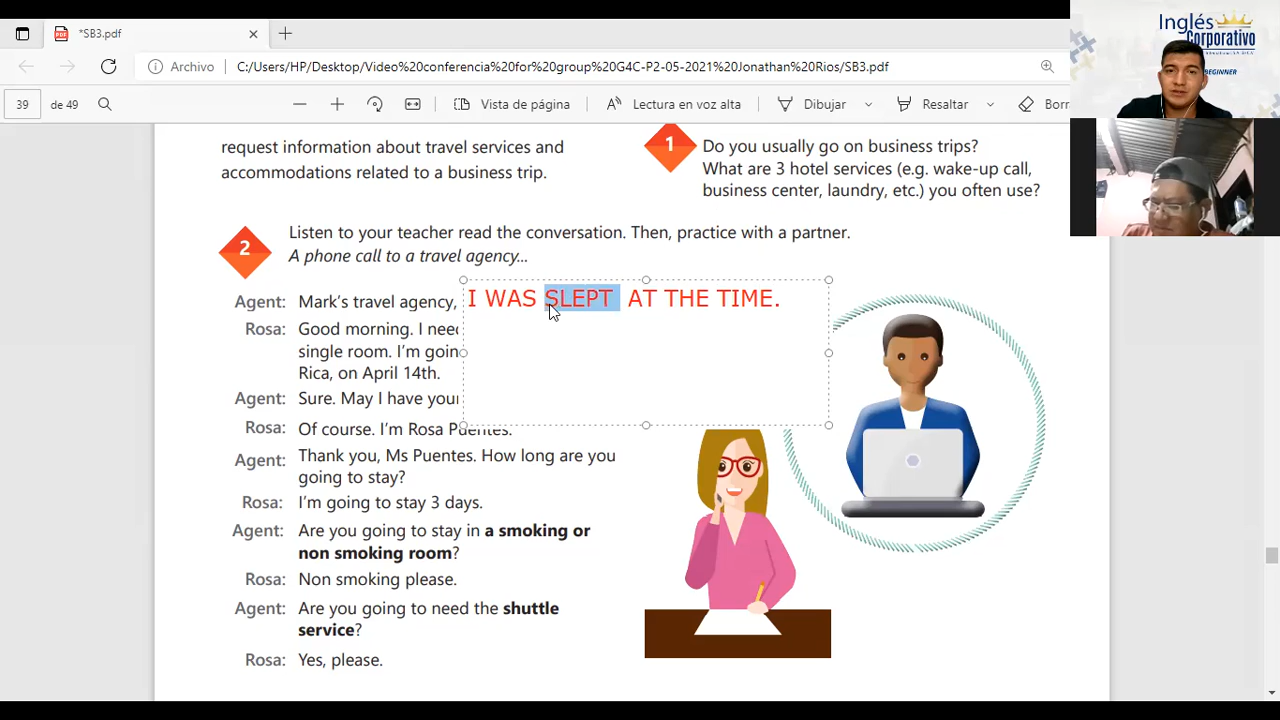 *SB3.pdf
Archivo
C:/Users/HP/Desktop/Video%20conferencia%20our%20group%20G4C-P2-05-2021%20Jonathan%20Rios/SB3.pdf
39
de 49
Vista de página
Lectura en voz alta
Dibujar
Resaltar
Borr
Inglés
Corporativo
BEGINNER
request information about travel services and
accommodations related to a business trip.
1
Do you usually go on business trips?
What are 3 hotel services (e.g. wake-up call,
business center, laundry, etc.) you often use?
2
Listen to your teacher read the conversation. Then, practice with a partner.
A phone call to a travel agency...
I WAS SLEPT AT THE TIME.
Agent: Mark's travel agency,
Rosa: Good morning. I need
single room. I'm goin
Rica, on April 14th.
Agent: Sure. May I have your
Rosa: Of course. I'm Rosa Puentes.
Agent: Thank you, Ms Puentes. How long are you
going to stay?
Rosa: I'm going to stay 3 days.
Agent: Are you going to stay in a smoking or
non smoking room?
Rosa: Non smoking please.
Agent: Are you going to need the shuttle
service?
Rosa: Yes, please.